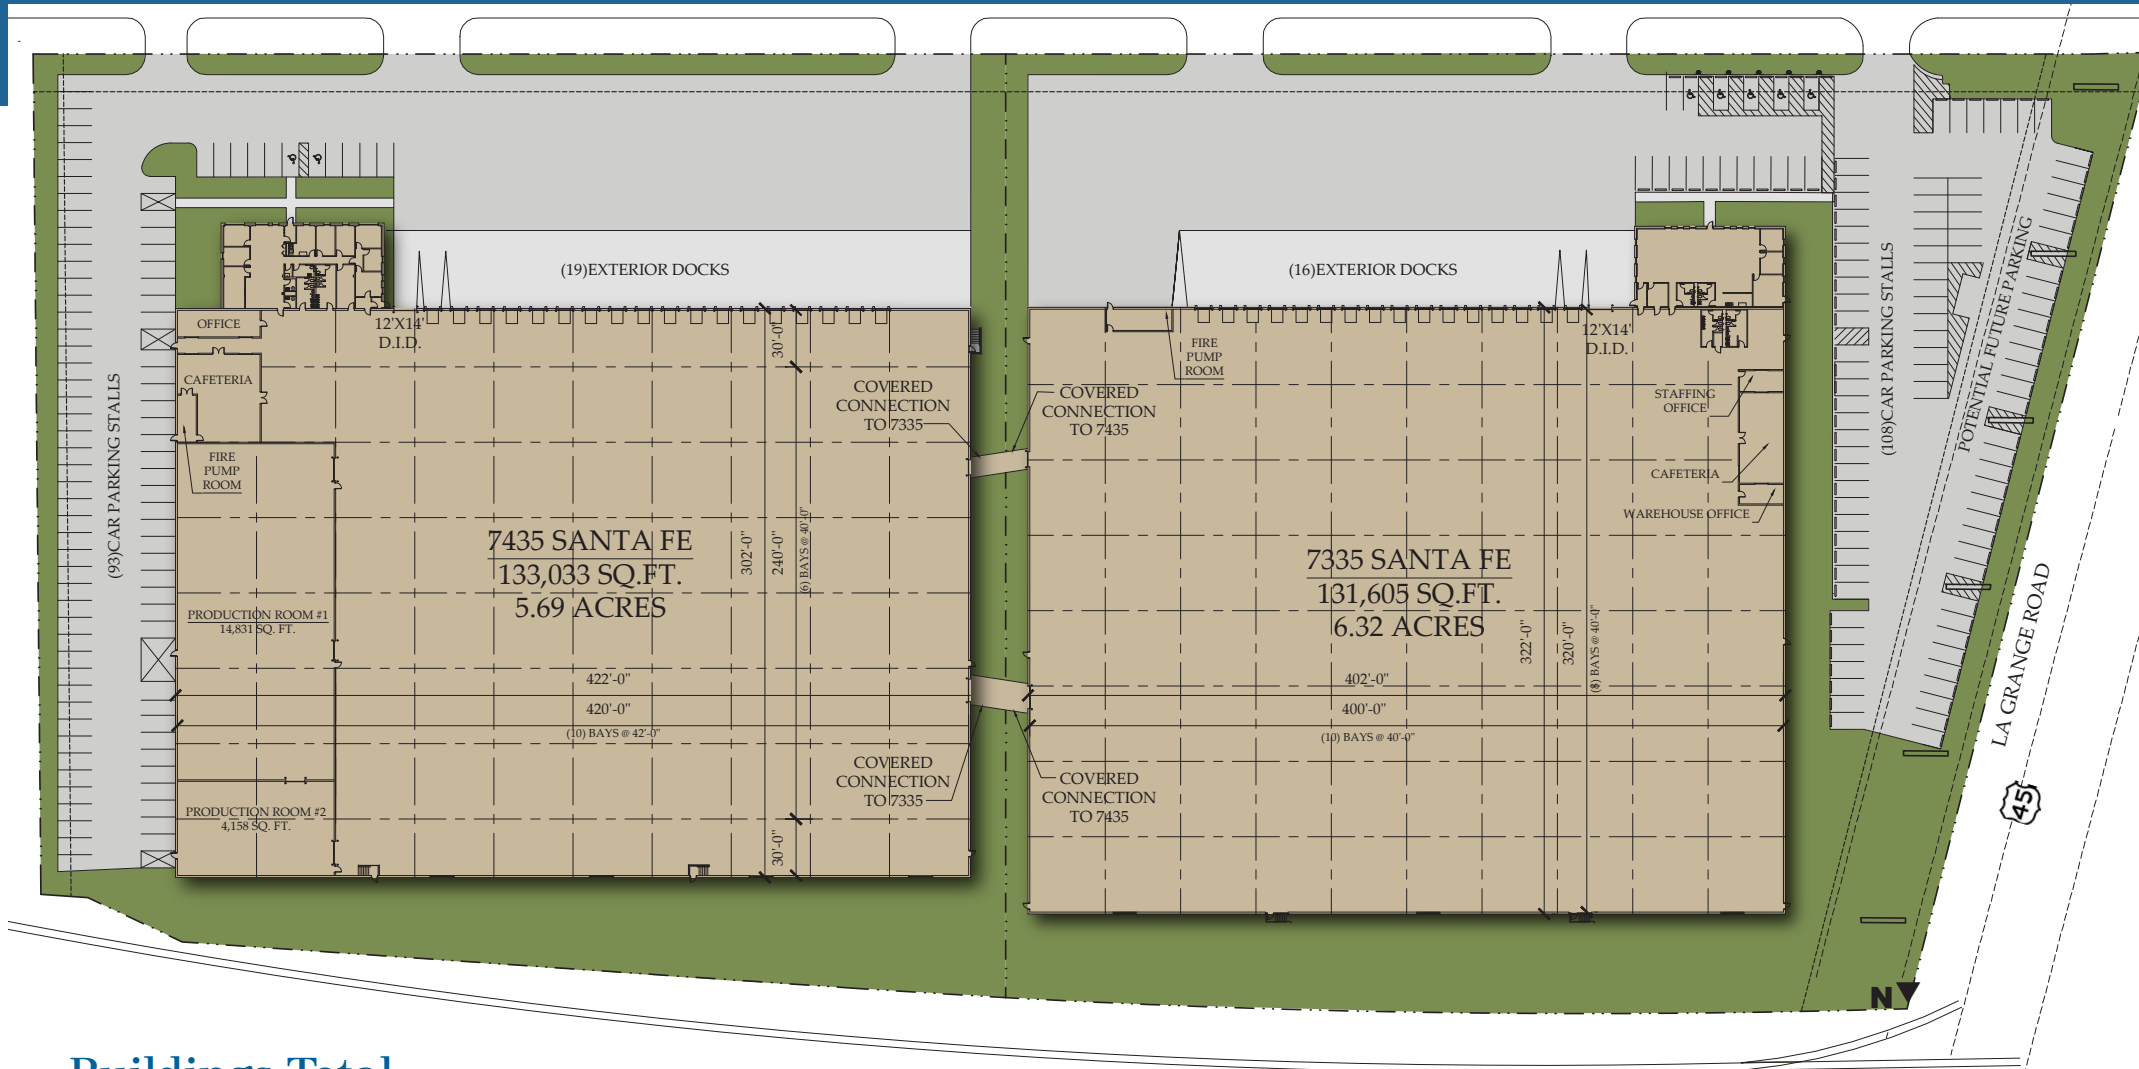 (19)EXTERIOR DOCKS
(16)EXTERIOR DOCKS
OFFICE
12'X14'
D.I.D.
30'-0"
12'X14'
D.I.D.
FIRE
PUMP
ROOM
CAFETERIA
COVERED
CONNECTION
TO 7335
COVERED
CONNECTION
TO 7435
STAFFING
OFFICE
(93)CAR PARKING STALLS
(108)CAR PARKING STALLS
POTENTIAL FUTURE PARKING
FIRE
PUMP
ROOM
CAFETERIA
WAREHOUSE OFFICE
7435 SANTA FE
133,033 SQ.FT.
5.69 ACRES
302'-0"
240'-0"
(6) BAYS @ 40'-0"
7335 SANTA FE
131,605 SQ.FT.
6.32 ACRES
322'-0"
320'-0"
(8) BAYS @ 40'-0"
PRODUCTION ROOM #1
14,831 SQ. FT.
422'-0"
420'-0"
(10) BAYS @ 42'-0"
402'-0"
400'-0"
(10) BAYS @ 40'-0"
LA GRANGE ROAD
45
COVERED
CONNECTION
TO 7335
COVERED
CONNECTION
TO 7435
PRODUCTION ROOM #2
4,158 SQ. FT.
30'-0"
N
Buildings Total